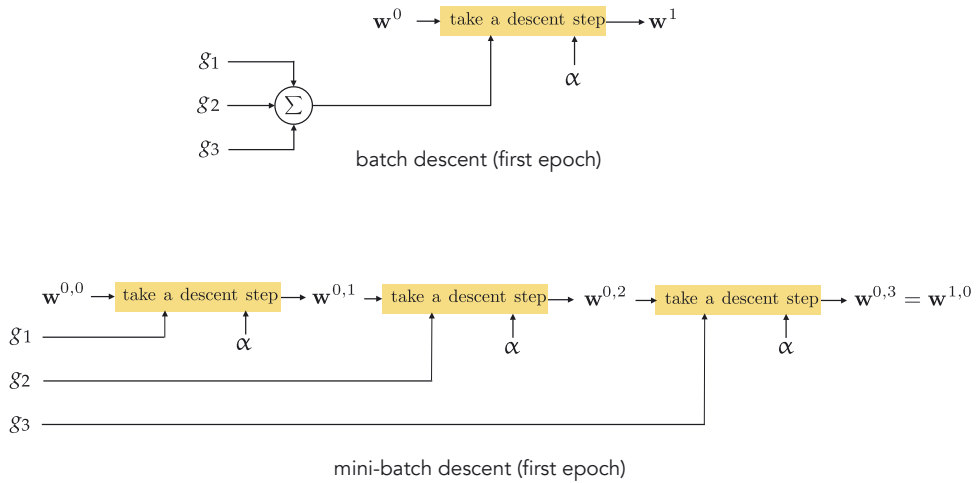 w^0 take a descent step w^1
g_1
α
g_2 Σ
g_3
batch descent (first epoch)
w^{0,0} take a descent step w^{0,1} take a descent step w^{0,2} take a descent step w^{0,3} = w^{1,0}
g_1 α α α
g_2
g_3
mini-batch descent (first epoch)